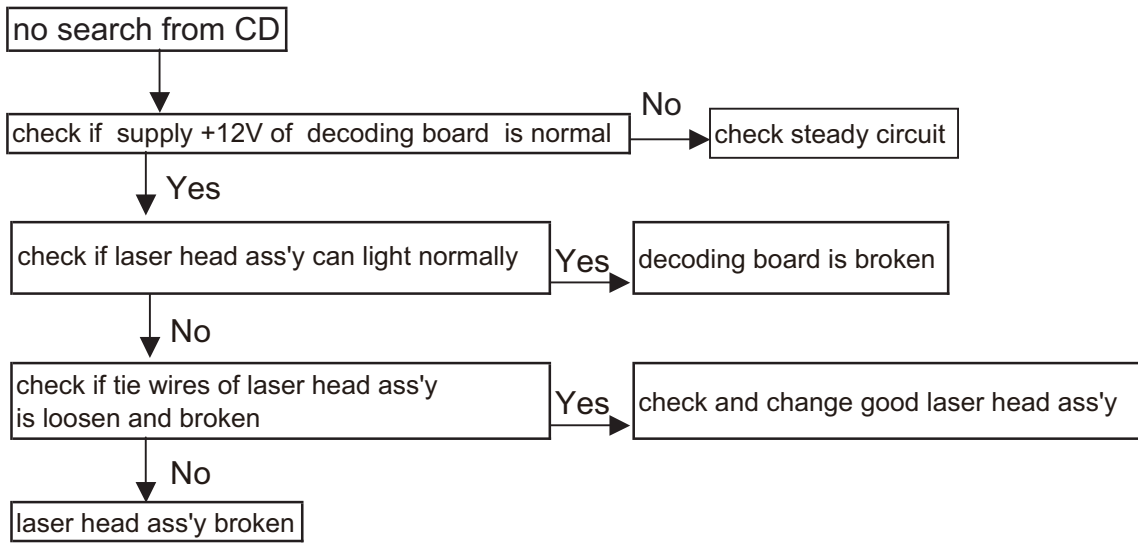 no search from CD
check if supply +12V of decoding board is normal
No
check steady circuit
Yes
check if laser head ass'y can light normally
Yes
decoding board is broken
No
check if tie wires of laser head ass'y
is loosen and broken
Yes
check and change good laser head ass'y
No
laser head ass'y broken